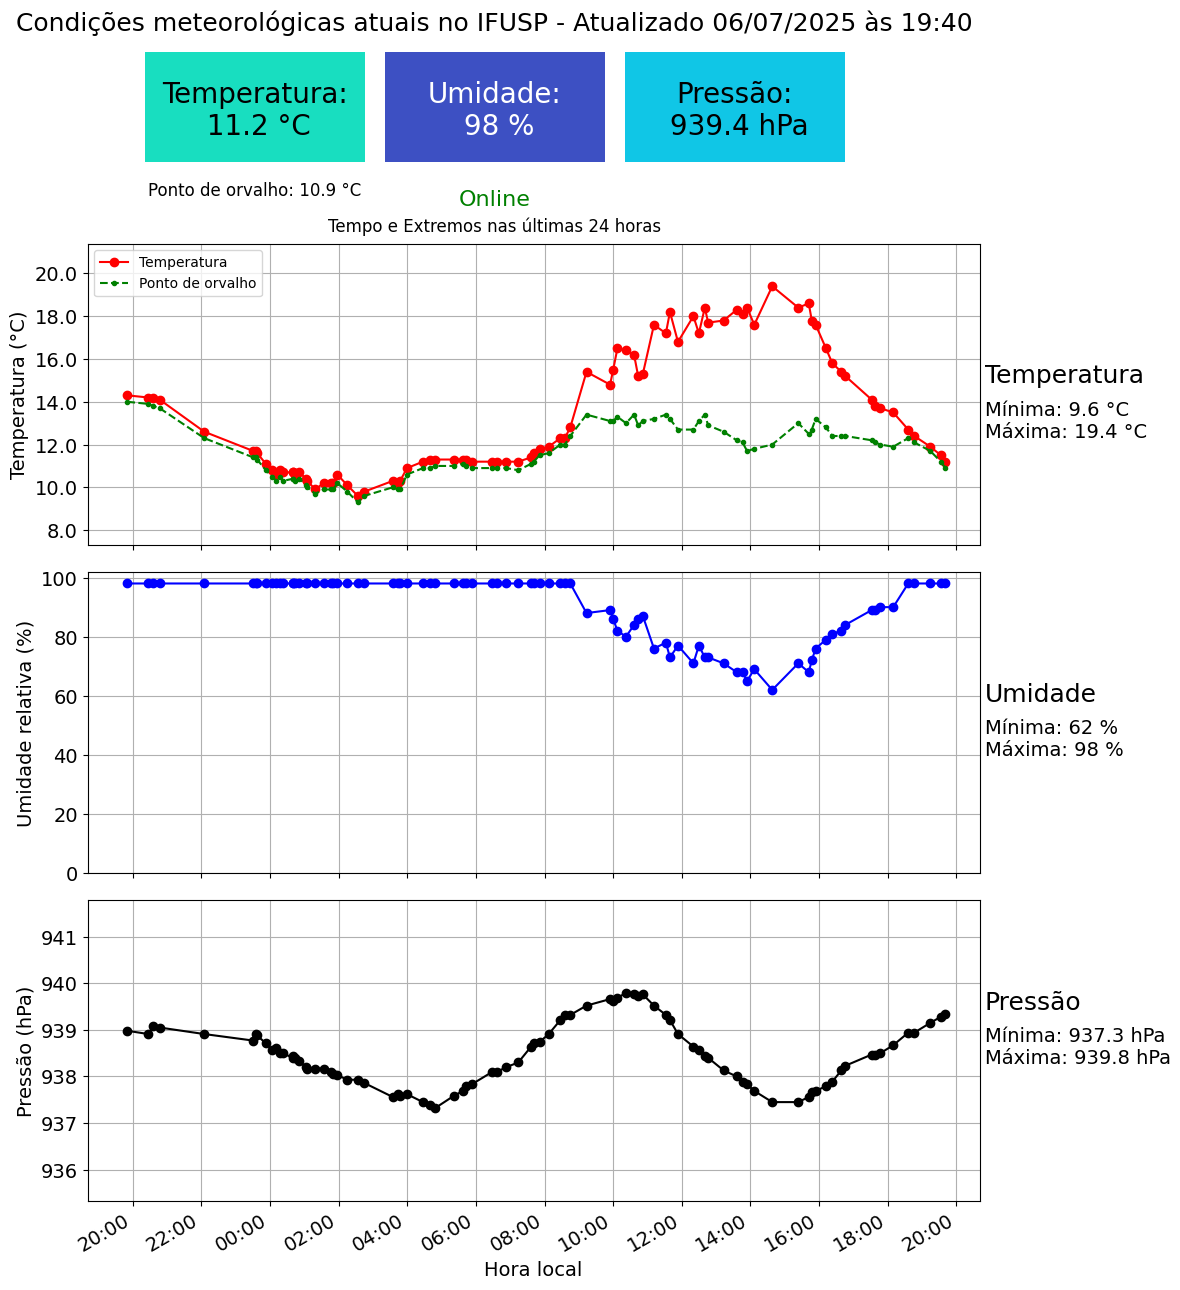 Condições meteorológicas atuais no IFUSP - Atualizado 06/07/2025 às 19:40
Temperatura:
11.2 °C
Umidade:
98 %
Pressão:
939.4 hPa
Ponto de orvalho: 10.9 °C
Online
Tempo e Extremos nas últimas 24 horas
Temperatura
Ponto de orvalho
Temperatura (°C)
20.0
18.0
16.0
14.0
12.0
10.0
8.0
Temperatura
Mínima: 9.6 °C
Máxima: 19.4 °C
Umidade relativa (%)
100
80
60
40
20
0
Umidade
Mínima: 62 %
Máxima: 98 %
Pressão (hPa)
941
940
939
938
937
936
Pressão
Mínima: 937.3 hPa
Máxima: 939.8 hPa
20:00
22:00
00:00
02:00
04:00
06:00
08:00
10:00
12:00
14:00
16:00
18:00
20:00
Hora local